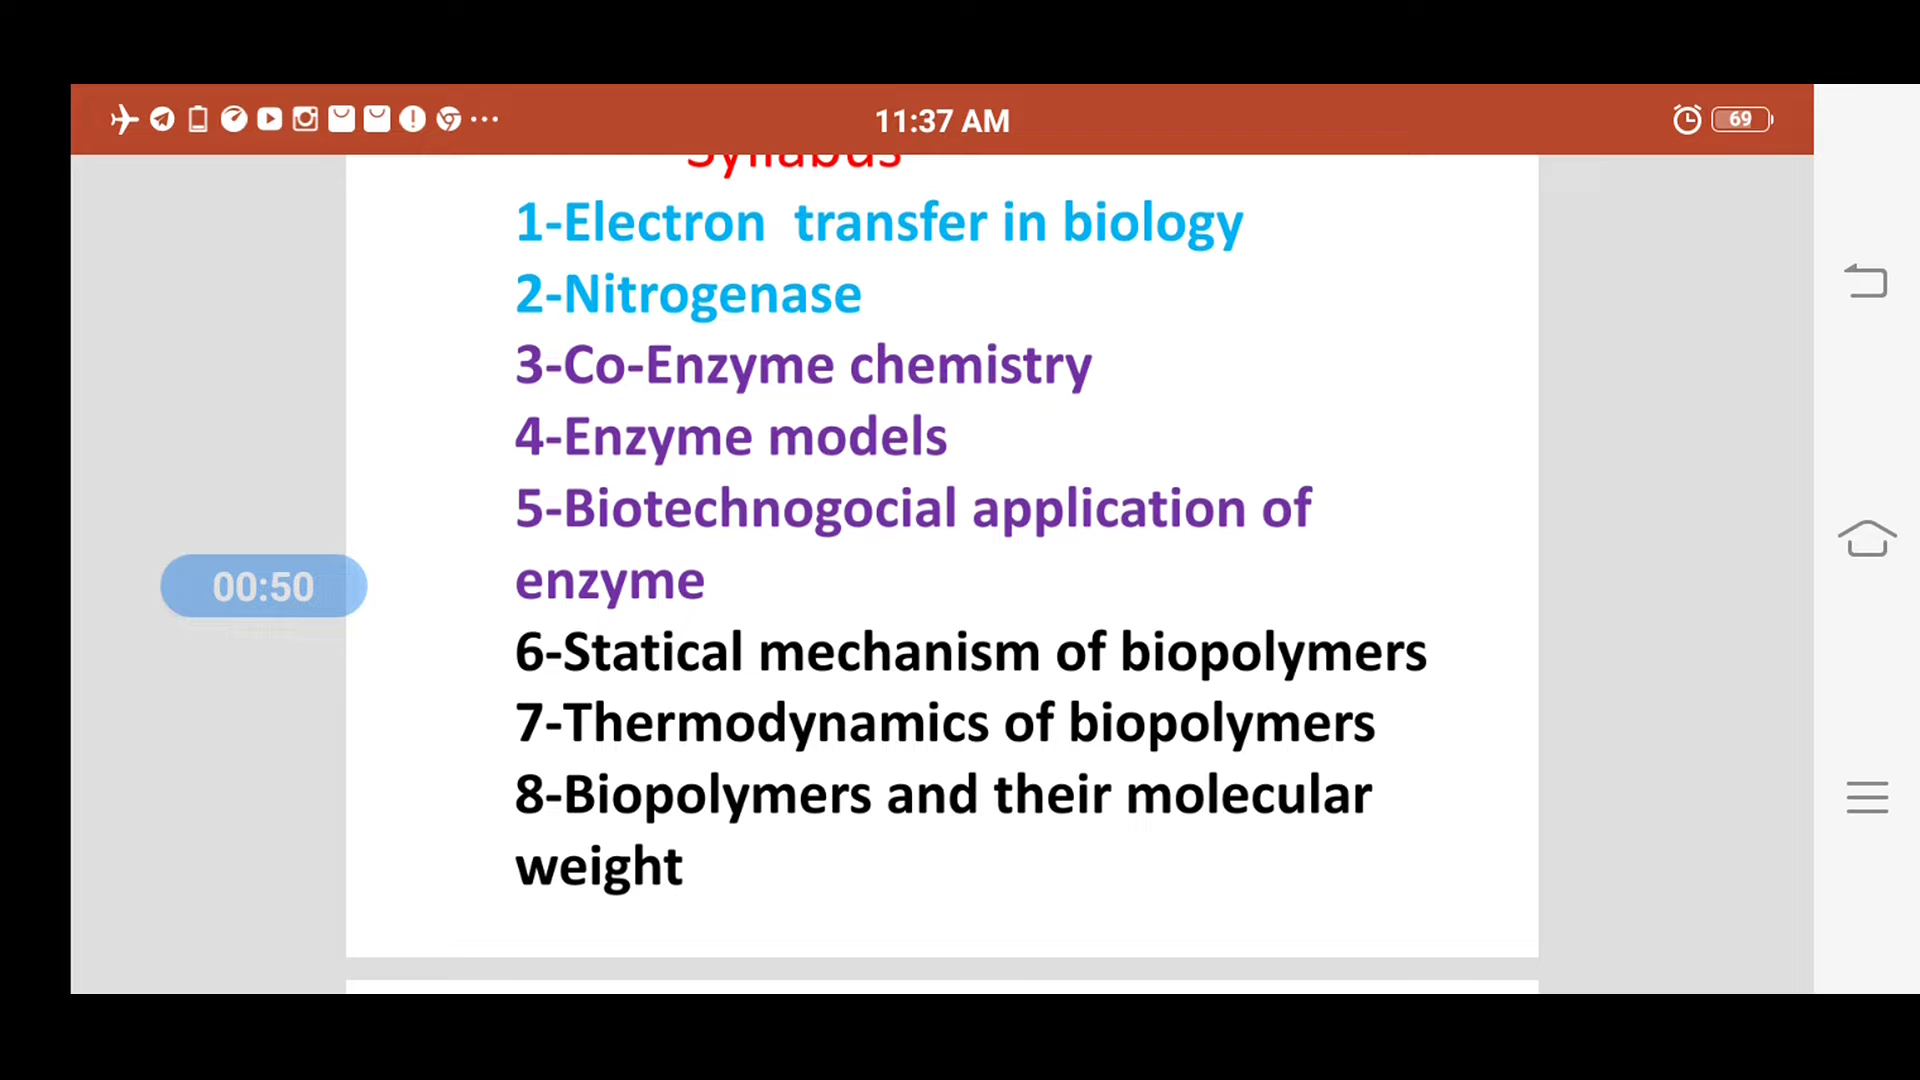 11:37 AM
69
Syllabus
1-Electron transfer in biology
2-Nitrogenase
3-Co-Enzyme chemistry
4-Enzyme models
5-Biotechnogocial application of
enzyme
00:50
6-Statical mechanism of biopolymers
7-Thermodynamics of biopolymers
8-Biopolymers and their molecular
weight